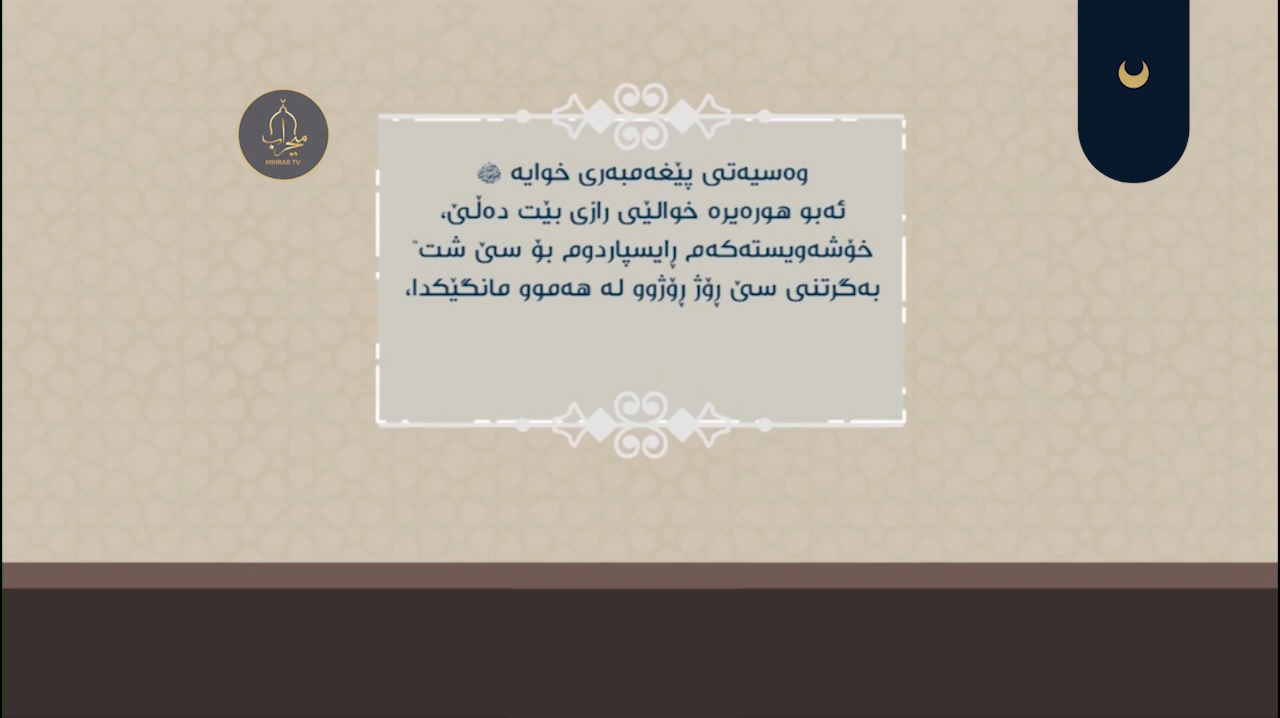 محراب
MIHRAB TV
وەسیەتی پێغەمبەری خوایە ﷺ
ئەبو هورەیرە خوالێی رازی بێت دەڵێ،
خۆشەویستەکەم ڕایسپاردوم بۆ سێ شت"
بەگرتنی سێ ڕۆژ ڕۆژوو لە هەموو مانگێکدا،